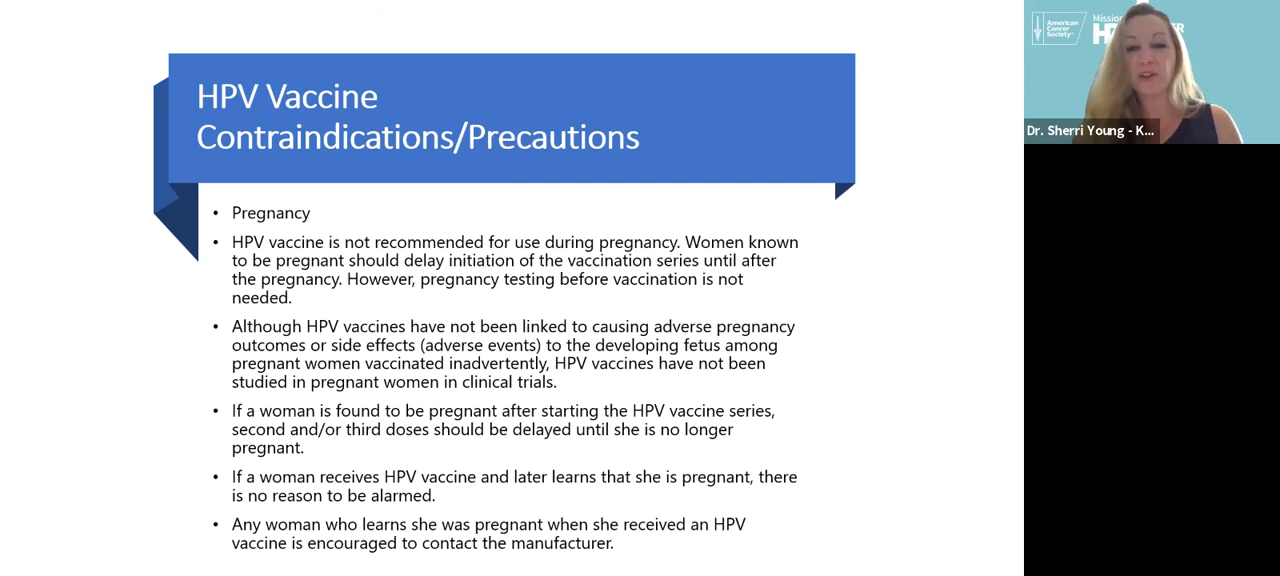 HPV Vaccine
Contraindications/Precautions
• Pregnancy
• HPV vaccine is not recommended for use during pregnancy. Women known
to be pregnant should delay initiation of the vaccination series until after
the pregnancy. However, pregnancy testing before vaccination is not
needed.
• Although HPV vaccines have not been linked to causing adverse pregnancy
outcomes or side effects (adverse events) to the developing fetus among
pregnant women vaccinated inadvertently, HPV vaccines have not been
studied in pregnant women in clinical trials.
• If a woman is found to be pregnant after starting the HPV vaccine series,
second and/or third doses should be delayed until she is no longer
pregnant.
• If a woman receives HPV vaccine and later learns that she is pregnant, there
is no reason to be alarmed.
• Any woman who learns she was pregnant when she received an HPV
vaccine is encouraged to contact the manufacturer.
American
Cancer
Society
Mission
Dr. Sherri Young - K...